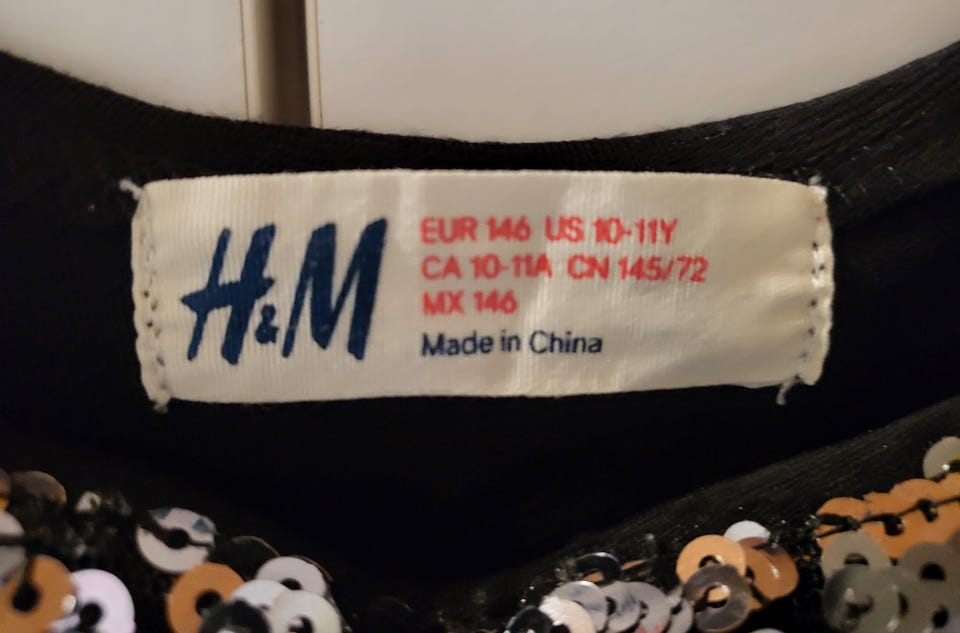 H&M
EUR 146 US 10-11Y
CA 10-11A CN 145/72
MX 146
Made in China